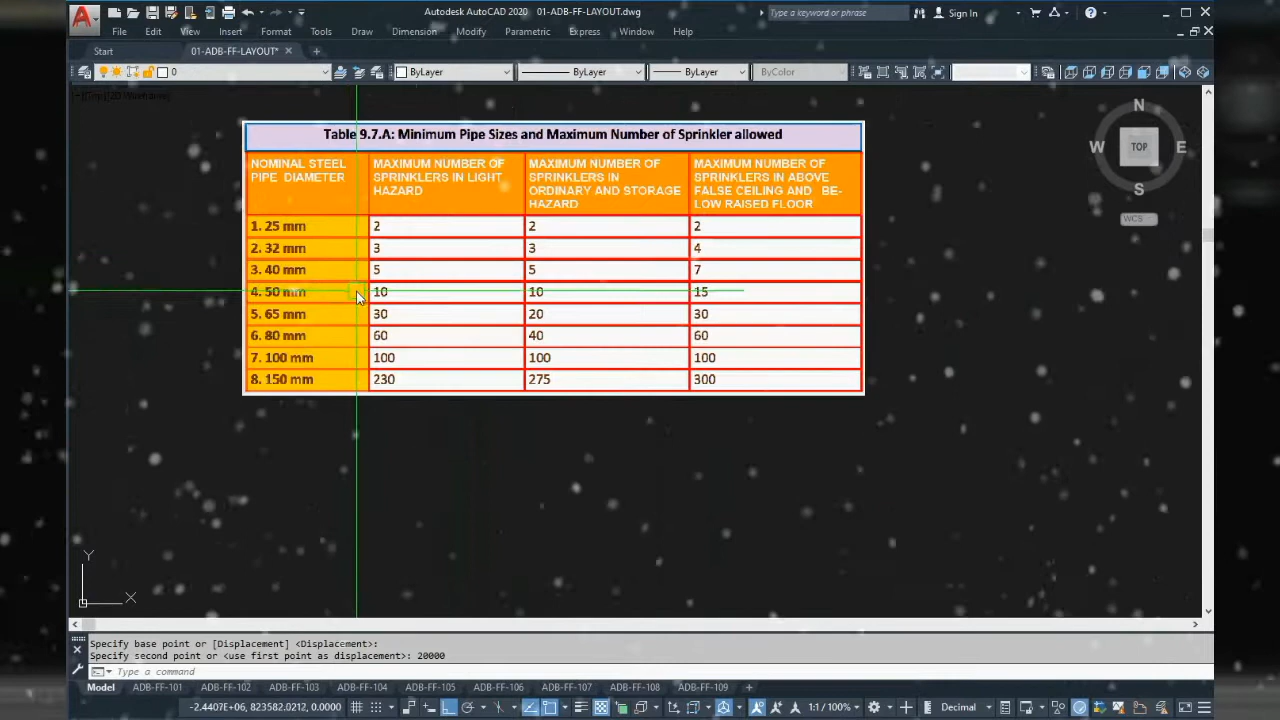 Autodesk AutoCAD 2020 01-ADB-FF-LAYOUT.dwg
Type a keyword or phrase
Sign In
File Edit View Insert Format Tools Draw Dimension Modify Parametric Express Window Help
Start 01-ADB-FF-LAYOUT*
0 ByLayer ByLayer ByLayer ByColor
Table 9.7.A: Minimum Pipe Sizes and Maximum Number of Sprinkler allowed
NOMINAL STEEL PIPE DIAMETER
MAXIMUM NUMBER OF SPRINKLERS IN LIGHT HAZARD
MAXIMUM NUMBER OF SPRINKLERS IN ORDINARY AND STORAGE HAZARD
MAXIMUM NUMBER OF SPRINKLERS IN ABOVE FALSE CEILING AND BE-LOW RAISED FLOOR
1. 25 mm 2 2 2
2. 32 mm 3 3 4
3. 40 mm 5 5 7
4. 50 mm 10 10 15
5. 65 mm 30 20 30
6. 80 mm 60 40 60
7. 100 mm 100 100 100
8. 150 mm 230 275 300
N
W TOP E
S
WCS
Y
X
Specify base point or [Displacement] <Displacement>:
Specify second point or <use first point as displacement>: 20000
Type a command
Model ADB-FF-101 ADB-FF-102 ADB-FF-103 ADB-FF-104 ADB-FF-105 ADB-FF-106 ADB-FF-107 ADB-FF-108 ADB-FF-109
-2.4407E+06, 823582.0212, 0.0000
1:1 / 100%
Decimal